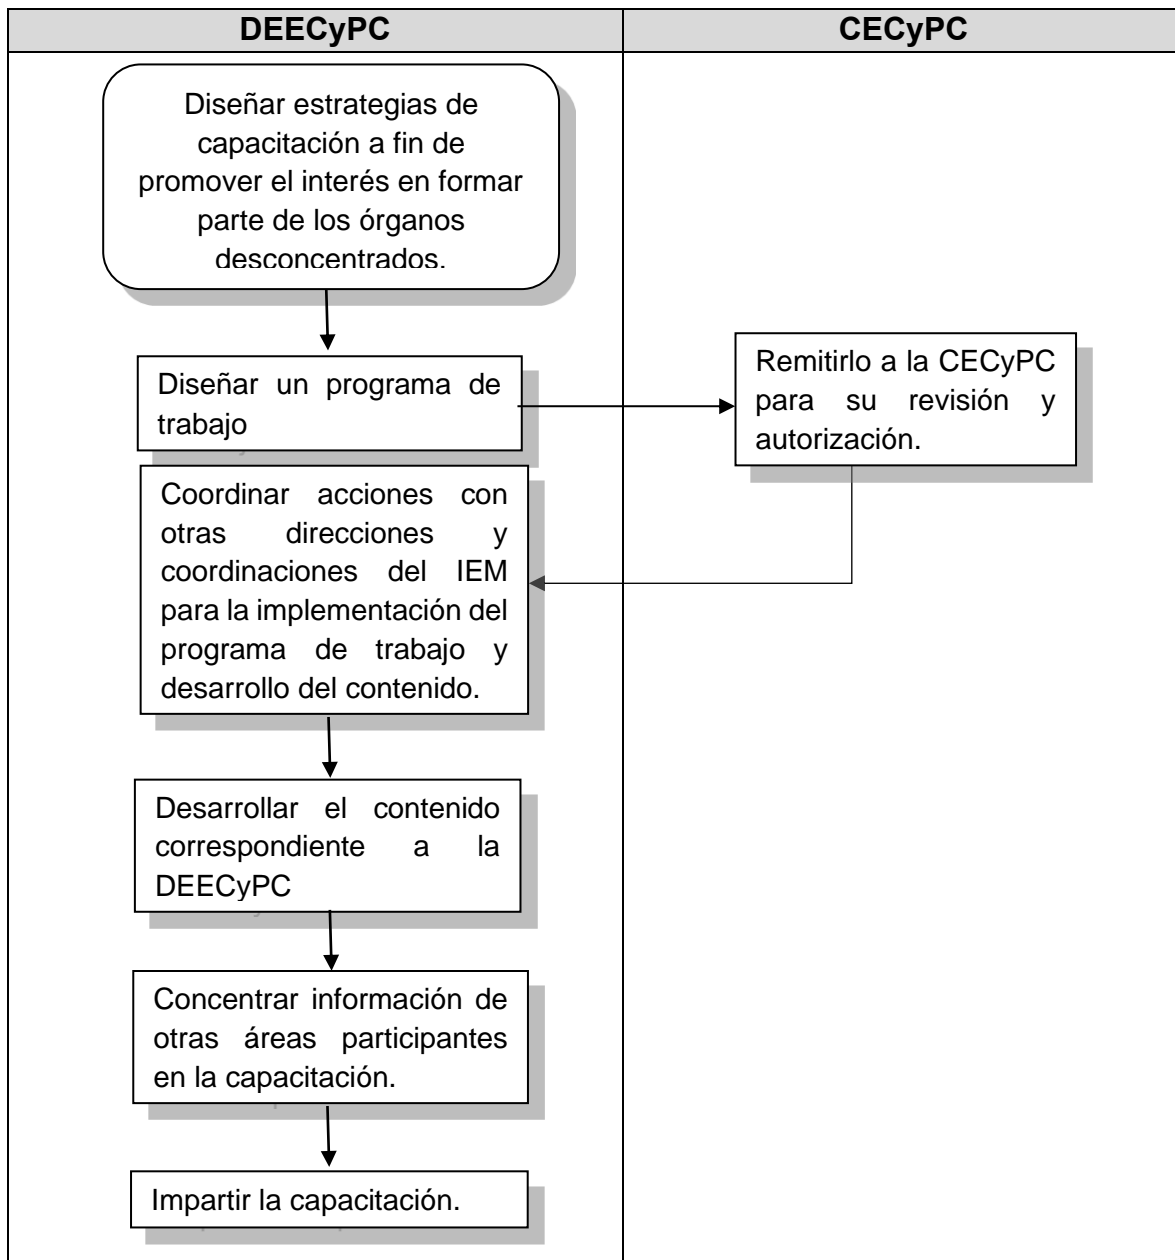 DEECyPC
CECyPC
Diseñar estrategias de
capacitación a fin de
promover el interés en formar
parte de los órganos
desconcentrados.
Diseñar un programa de
trabajo
Remitirlo a la CECyPC
para su revisión y
autorización.
Coordinar acciones con
otras direcciones y
coordinaciones del IEM
para la implementación del
programa de trabajo y
desarrollo del contenido.
Desarrollar el contenido
correspondiente a la
DEECyPC
Concentrar información de
otras áreas participantes
en la capacitación.
Impartir la capacitación.